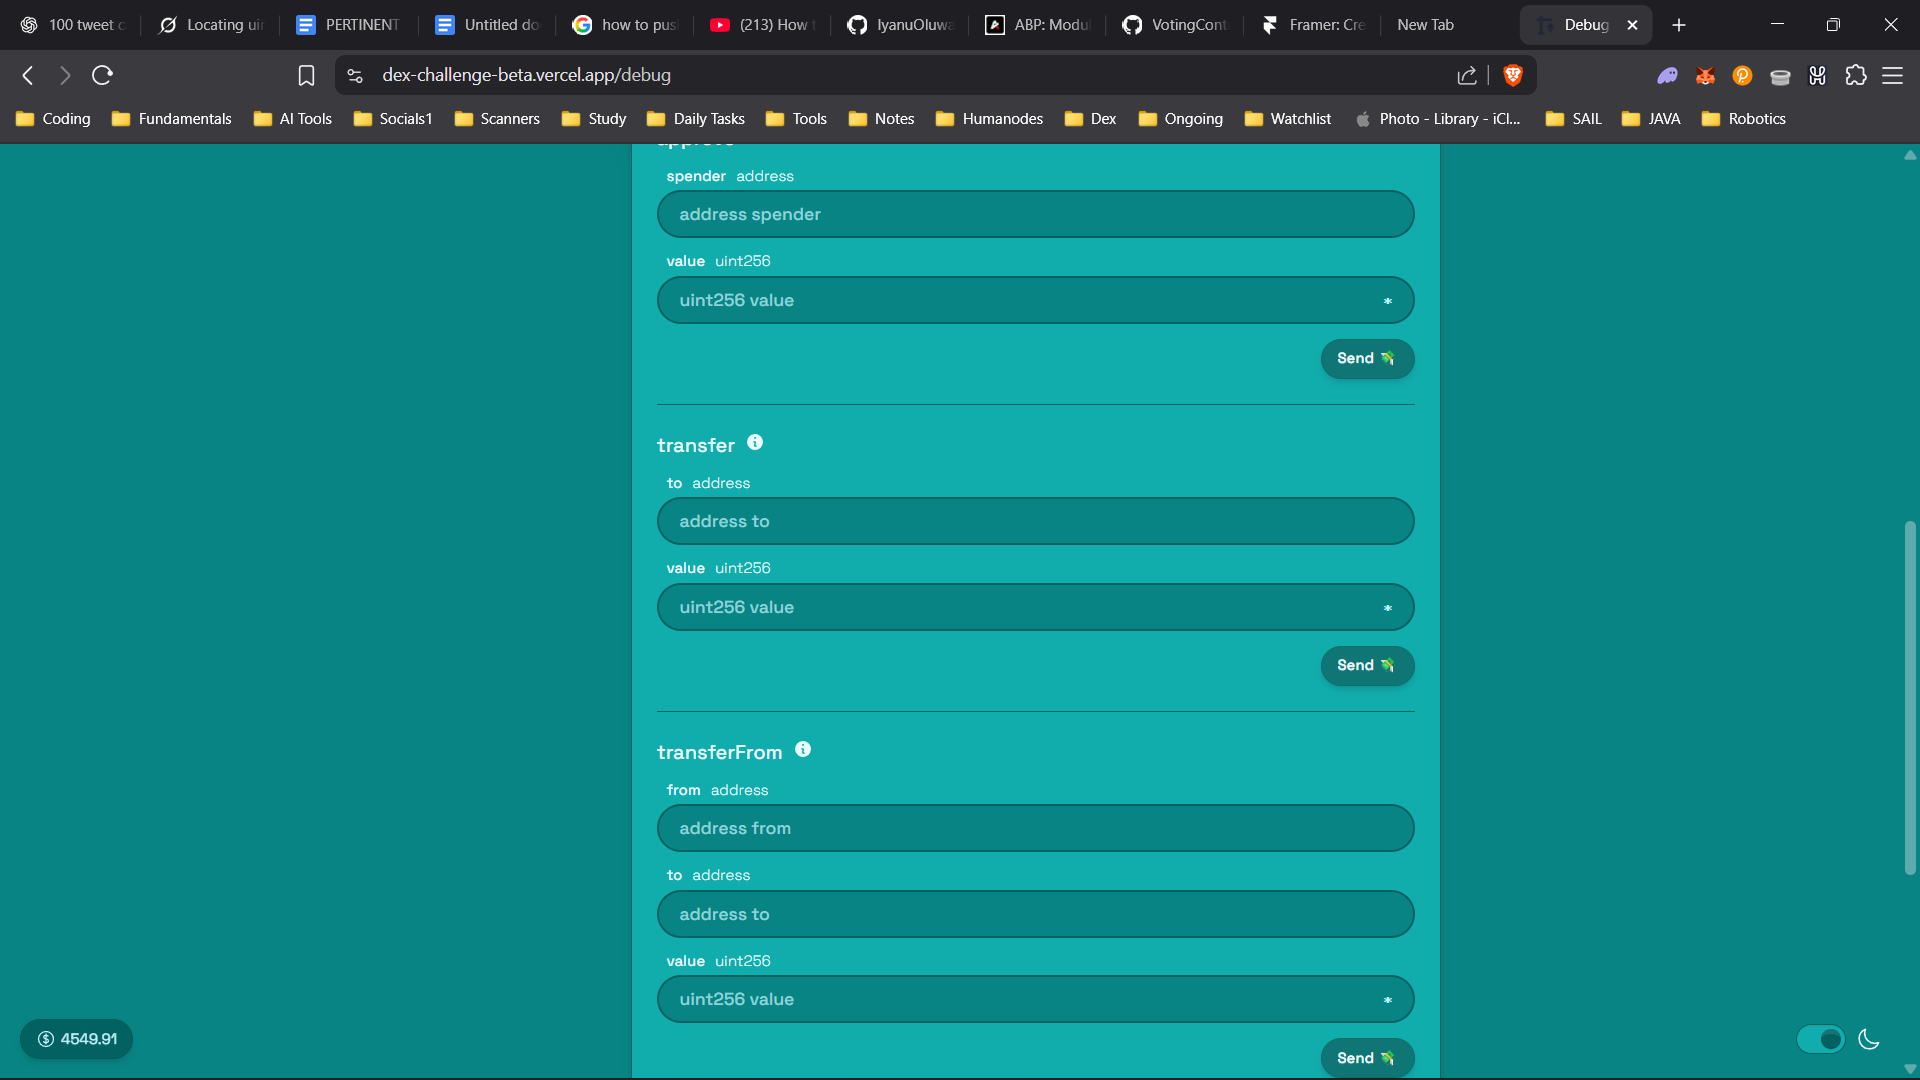 100 tweet c
Locating uir
PERTINENT
Untitled do
how to pus
(213) How t
IyanuOluwa
ABP: Modul
VotingCont
Framer: Cre
New Tab
Debug
dex-challenge-beta.vercel.app/debug
Coding
Fundamentals
AI Tools
Socials1
Scanners
Study
Daily Tasks
Tools
Notes
Humanodes
Dex
Ongoing
Watchlist
Photo - Library - iCl...
SAIL
JAVA
Robotics
approve
spender address
address spender
value uint256
uint256 value *
Send 💸
transfer
to address
address to
value uint256
uint256 value *
Send 💸
transferFrom
from address
address from
to address
address to
value uint256
uint256 value *
Send 💸
4549.91